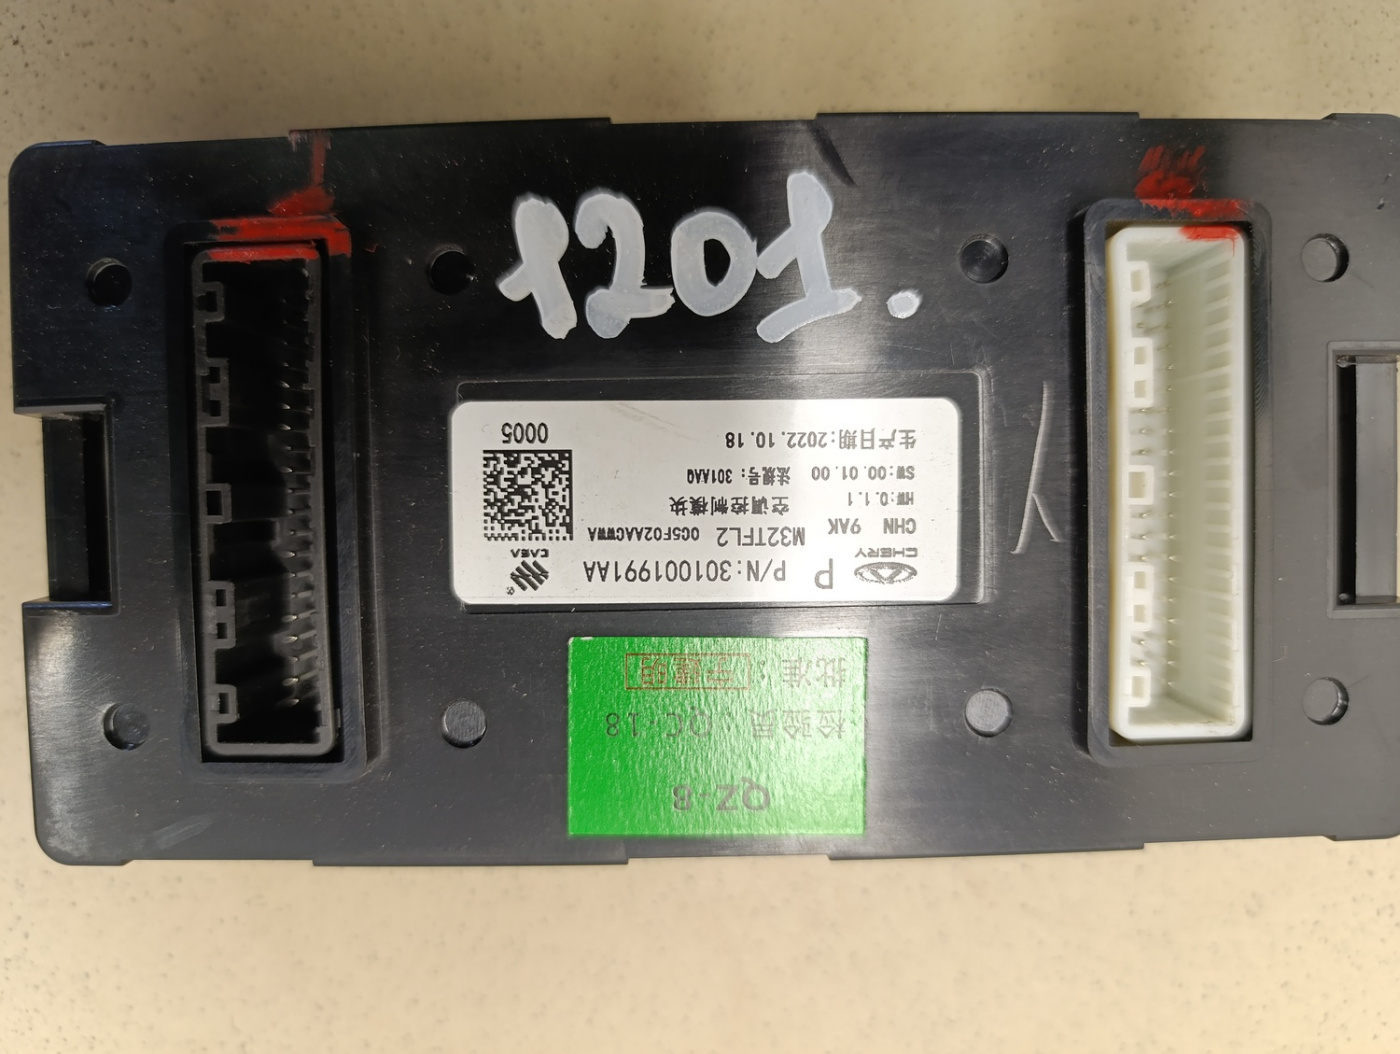 1201.
CHERY
P
P/N:301001991AA
CAEA
CHN 9AK
M32TFL2
0G5F02AAGWWA
HW:0.1.1
空调控制模块
SW:00.01.00
法规号:301AAQ
生产日期:2022.10.18
0005
QZ-8
检验员:QC-18
批准: